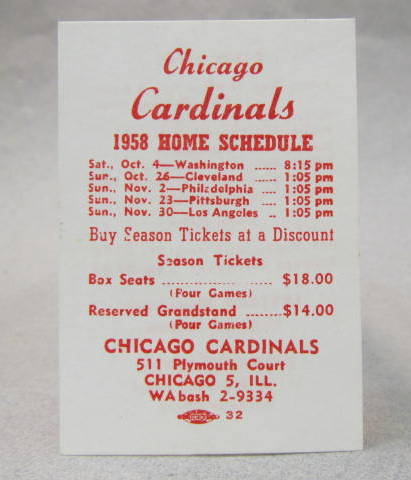 Chicago
Cardinals
1958 HOME SCHEDULE
Sat., Oct. 4—Washington ..... 8:15 pm
Sun., Oct. 26—Cleveland ..... 1:05 pm
Sun., Nov. 2—Philadelphia ..... 1:05 pm
Sun., Nov. 23—Pittsburgh ..... 1:05 pm
Sun., Nov. 30—Los Angeles .. 1:05 pm
Buy Season Tickets at a Discount
Season Tickets
Box Seats .................... $18.00
(Four Games)
Reserved Grandstand ......$14.00
(Four Games)
CHICAGO CARDINALS
511 Plymouth Court
CHICAGO 5, ILL.
WAbash 2-9334
32